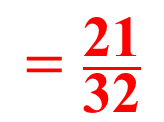 = 21/32